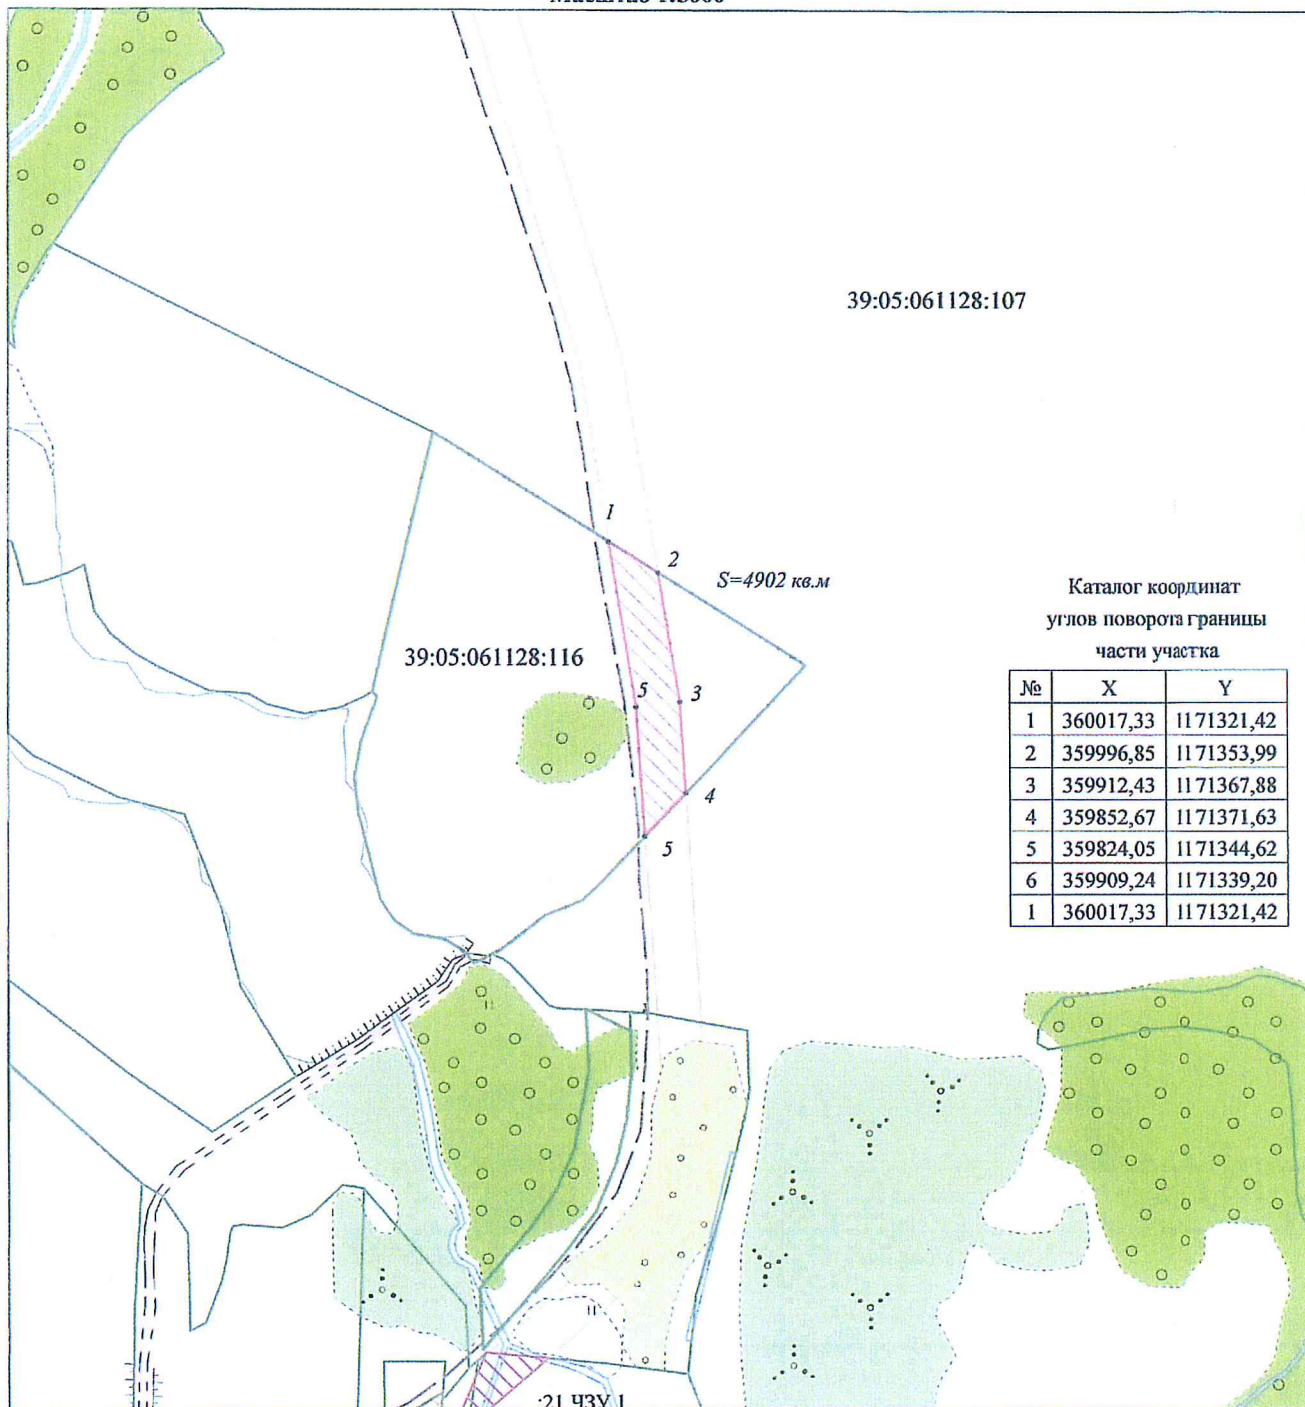 39:05:061128:107
1
2
S=4902 кв.м
39:05:061128:116
5
3
4
5
Каталог координат
углов поворота границы
части участка
№ X Y
1 360017,33 1171321,42
2 359996,85 1171353,99
3 359912,43 1171367,88
4 359852,67 1171371,63
5 359824,05 1171344,62
6 359909,24 1171339,20
1 360017,33 1171321,42
:21 ЧЗУ 1